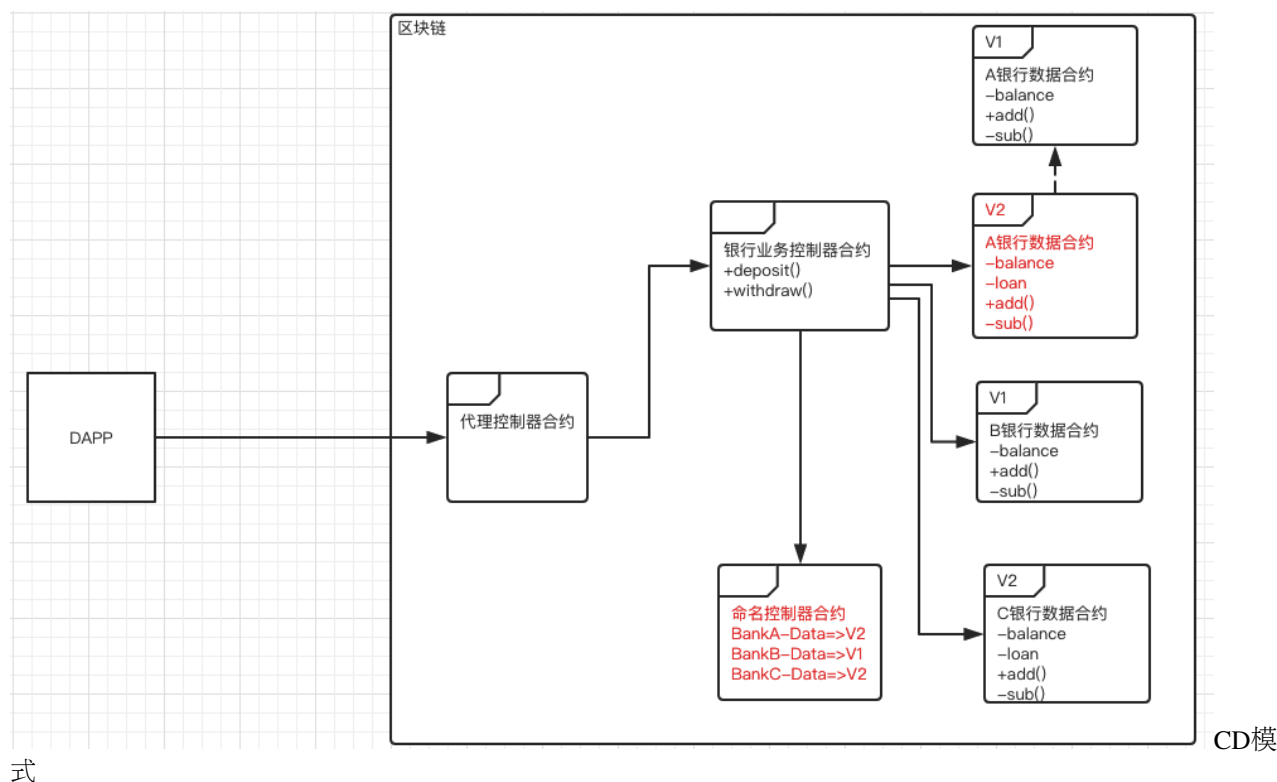 区块链
V1
A银行数据合约
-balance
+add()
-sub()
V2
A银行数据合约
-balance
-loan
+add()
-sub()
银行业务控制器合约
+deposit()
+withdraw()
DAPP
代理控制器合约
V1
B银行数据合约
-balance
+add()
-sub()
命名控制器合约
BankA-Data=>V2
BankB-Data=>V1
BankC-Data=>V2
V2
C银行数据合约
-balance
-loan
+add()
-sub()
CD模
式